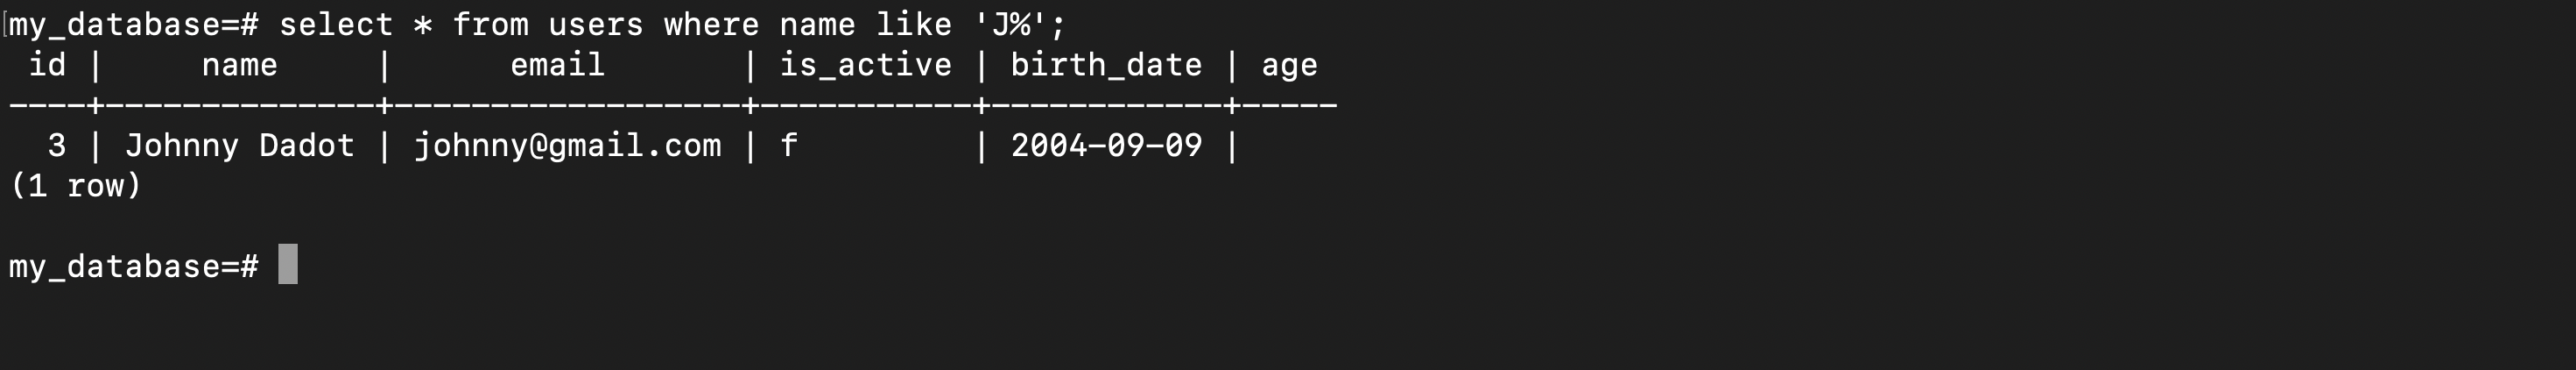 my_database=# select * from users where name like 'J%';
 id |     name     |      email       | is_active | birth_date | age
----+--------------+------------------+-----------+------------+-----
  3 | Johnny Dadot | johnny@gmail.com | f         | 2004-09-09 |
(1 row)
my_database=#